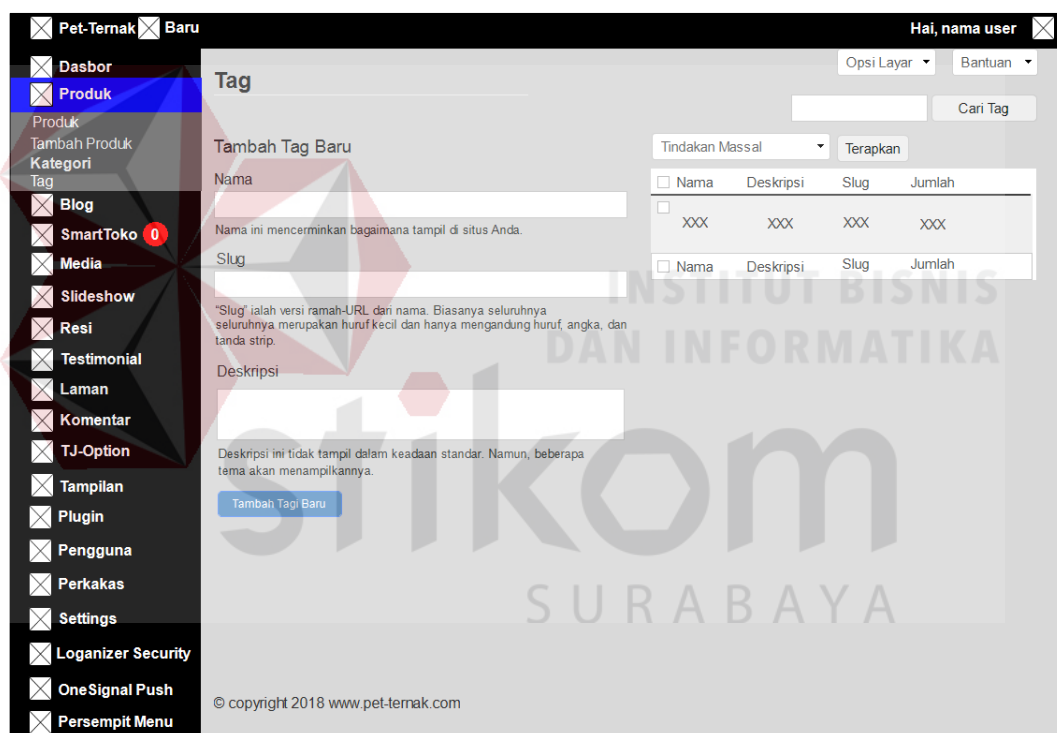 Pet-Ternak Baru Hai, nama user
Dasbor
Produk
Produk
Tambah Produk
Kategori
Tag
Blog
SmartToko 0
Media
Slideshow
Resi
Testimonial
Laman
Komentar
TJ-Option
Tampilan
Plugin
Pengguna
Perkakas
Settings
Loganizer Security
OneSignal Push
Persempit Menu
Opsi Layar Bantuan
Tag
Cari Tag
Tambah Tag Baru
Nama
Nama ini mencerminkan bagaimana tampil di situs Anda.
Slug
“Slug” ialah versi ramah-URL dari nama. Biasanya seluruhnya
seluruhnya merupakan huruf kecil dan hanya mengandung huruf, angka, dan
tanda strip.
Deskripsi
Deskripsi ini tidak tampil dalam keadaan standar. Namun, beberapa
tema akan menampilkannya.
Tambah Tagi Baru
Tindakan Massal Terapkan
Nama Deskripsi Slug Jumlah
XXX XXX XXX XXX
Nama Deskripsi Slug Jumlah
© copyright 2018 www.pet-ternak.com
INSTITUT BISNIS
DAN INFORMATIKA
stikom
SURABAYA